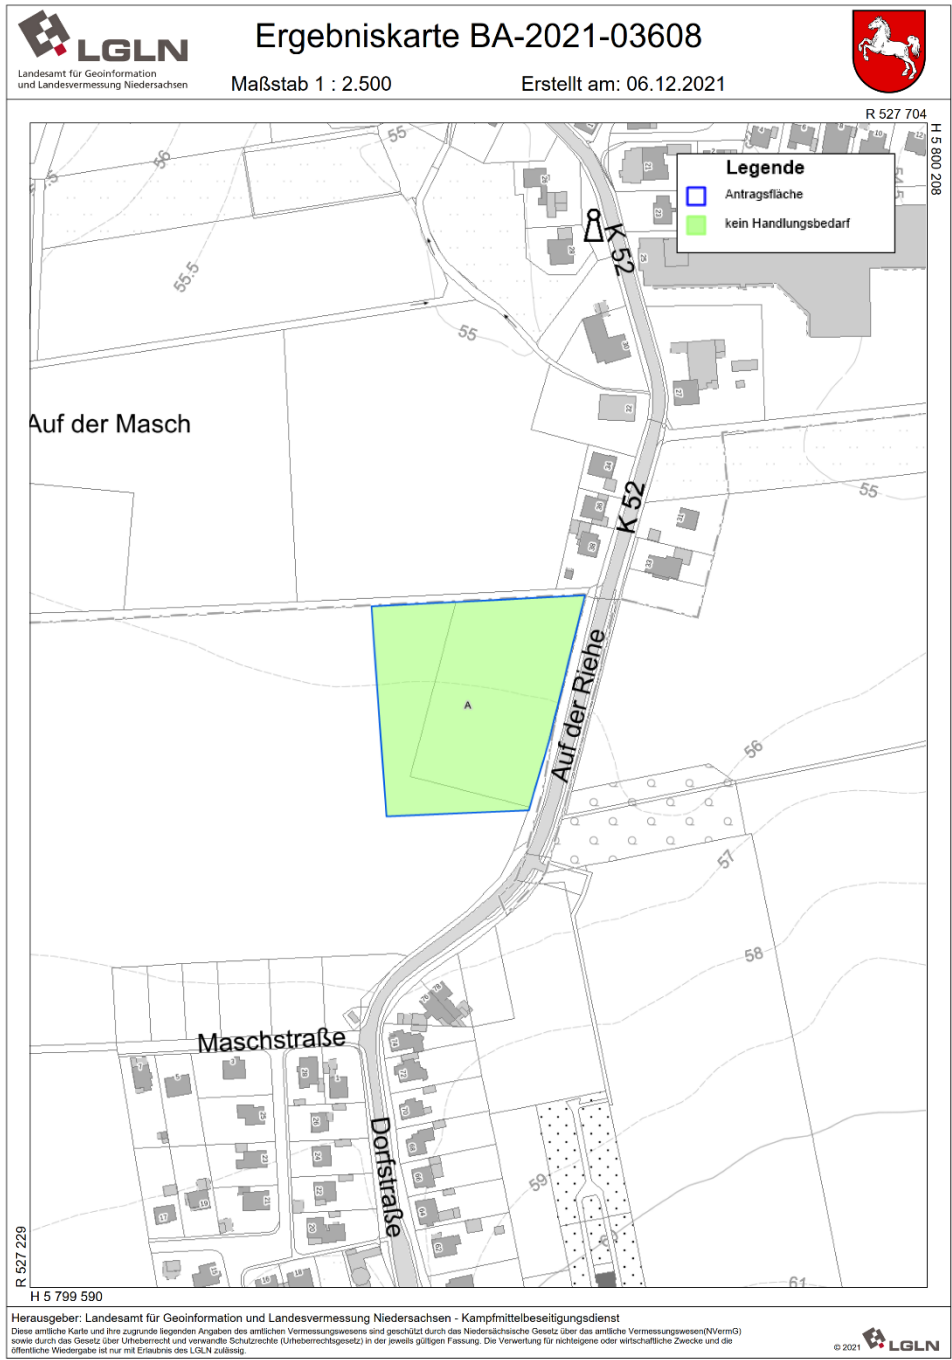 LGLN
Landesamt für Geoinformation
und Landesvermessung Niedersachsen
Ergebniskarte BA-2021-03608
Maßstab 1 : 2.500
Erstellt am: 06.12.2021
R 527 704
H 5 800 208
Legende
Antragsfläche
kein Handlungsbedarf
55
56
55.5
55
K 52
Auf der Masch
K 52
55
A
Auf der Riehe
56
57
58
Maschstraße
Dorfstraße
59
61
R 527 229
H 5 799 590
Herausgeber: Landesamt für Geoinformation und Landesvermessung Niedersachsen - Kampfmittelbeseitigungsdienst
Diese amtliche Karte und ihre zugrunde liegenden Angaben des amtlichen Vermessungswesens sind geschützt durch das Niedersächsische Gesetz über das amtliche Vermessungswesen(NVermG)
sowie durch das Gesetz über Urheberrecht und verwandte Schutzrechte (Urheberrechtsgesetz) in der jeweils gültigen Fassung. Die Verwertung für nichteigene oder wirtschaftliche Zwecke und die
öffentliche Wiedergabe ist nur mit Erlaubnis des LGLN zulässig.
© 2021
LGLN